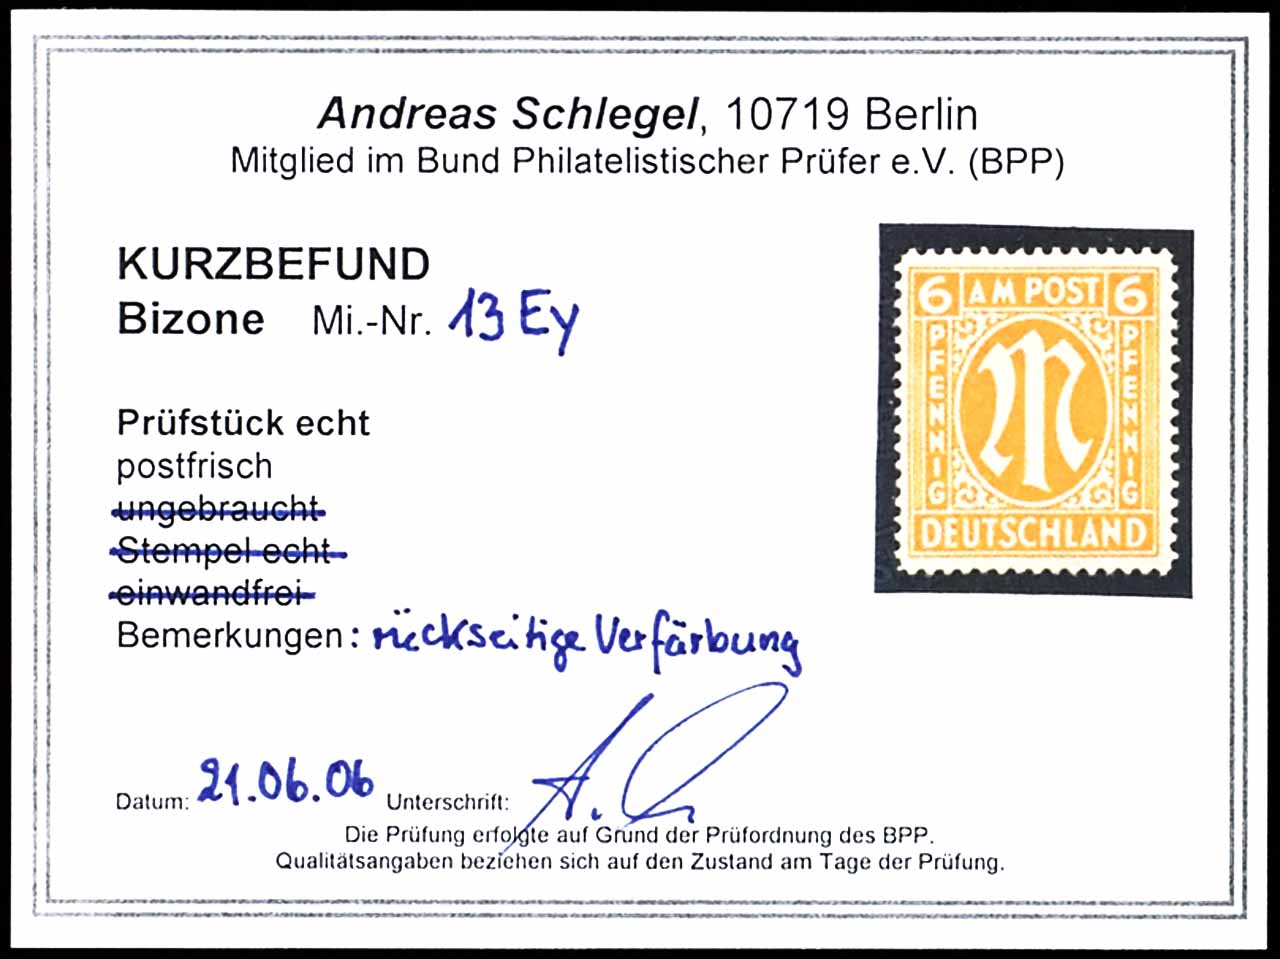 Andreas Schlegel, 10719 Berlin
Mitglied im Bund Philatelistischer Prüfer e.V. (BPP)
KURZBEFUND
Bizone Mi.-Nr. 13 Ey
6 AM POST 6
PFENNIG
PFENNIG
DEUTSCHLAND
Prüfstück echt
postfrisch
ungebraucht
Stempel echt
einwandfrei
Bemerkungen: rückseitige Verfärbung
Datum: 21.06.06 Unterschrift:
Die Prüfung erfolgte auf Grund der Prüfordnung des BPP.
Qualitätsangaben beziehen sich auf den Zustand am Tage der Prüfung.